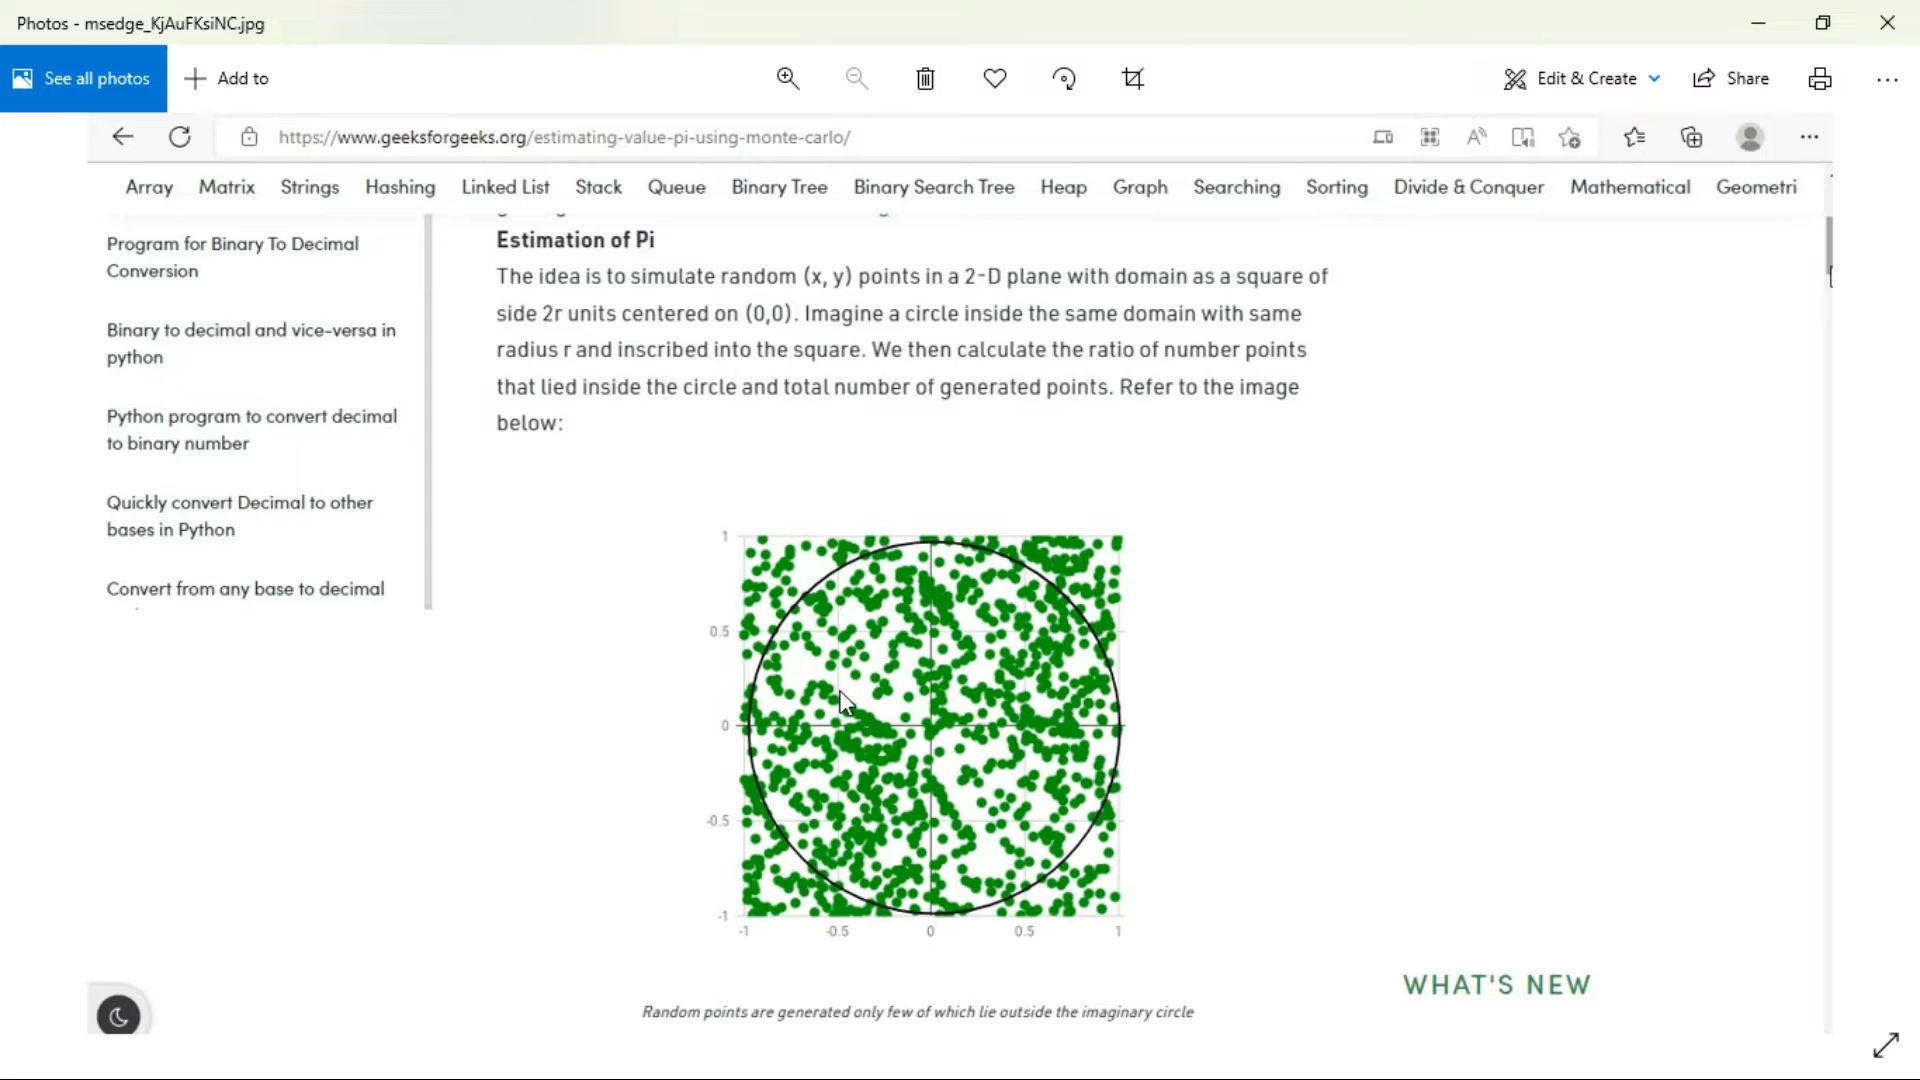 Photos - msedge_KjAuFKsiNC.jpg
See all photos
Add to
Edit & Create
Share
https://www.geeksforgeeks.org/estimating-value-pi-using-monte-carlo/
Array Matrix Strings Hashing Linked List Stack Queue Binary Tree Binary Search Tree Heap Graph Searching Sorting Divide & Conquer Mathematical Geometri
Program for Binary To Decimal
Conversion
Binary to decimal and vice-versa in
python
Python program to convert decimal
to binary number
Quickly convert Decimal to other
bases in Python
Convert from any base to decimal
Estimation of Pi
The idea is to simulate random (x, y) points in a 2-D plane with domain as a square of
side 2r units centered on (0,0). Imagine a circle inside the same domain with same
radius r and inscribed into the square. We then calculate the ratio of number points
that lied inside the circle and total number of generated points. Refer to the image
below:
1
0.5
0
-0.5
-1
-1 -0.5 0 0.5 1
Random points are generated only few of which lie outside the imaginary circle
WHAT'S NEW